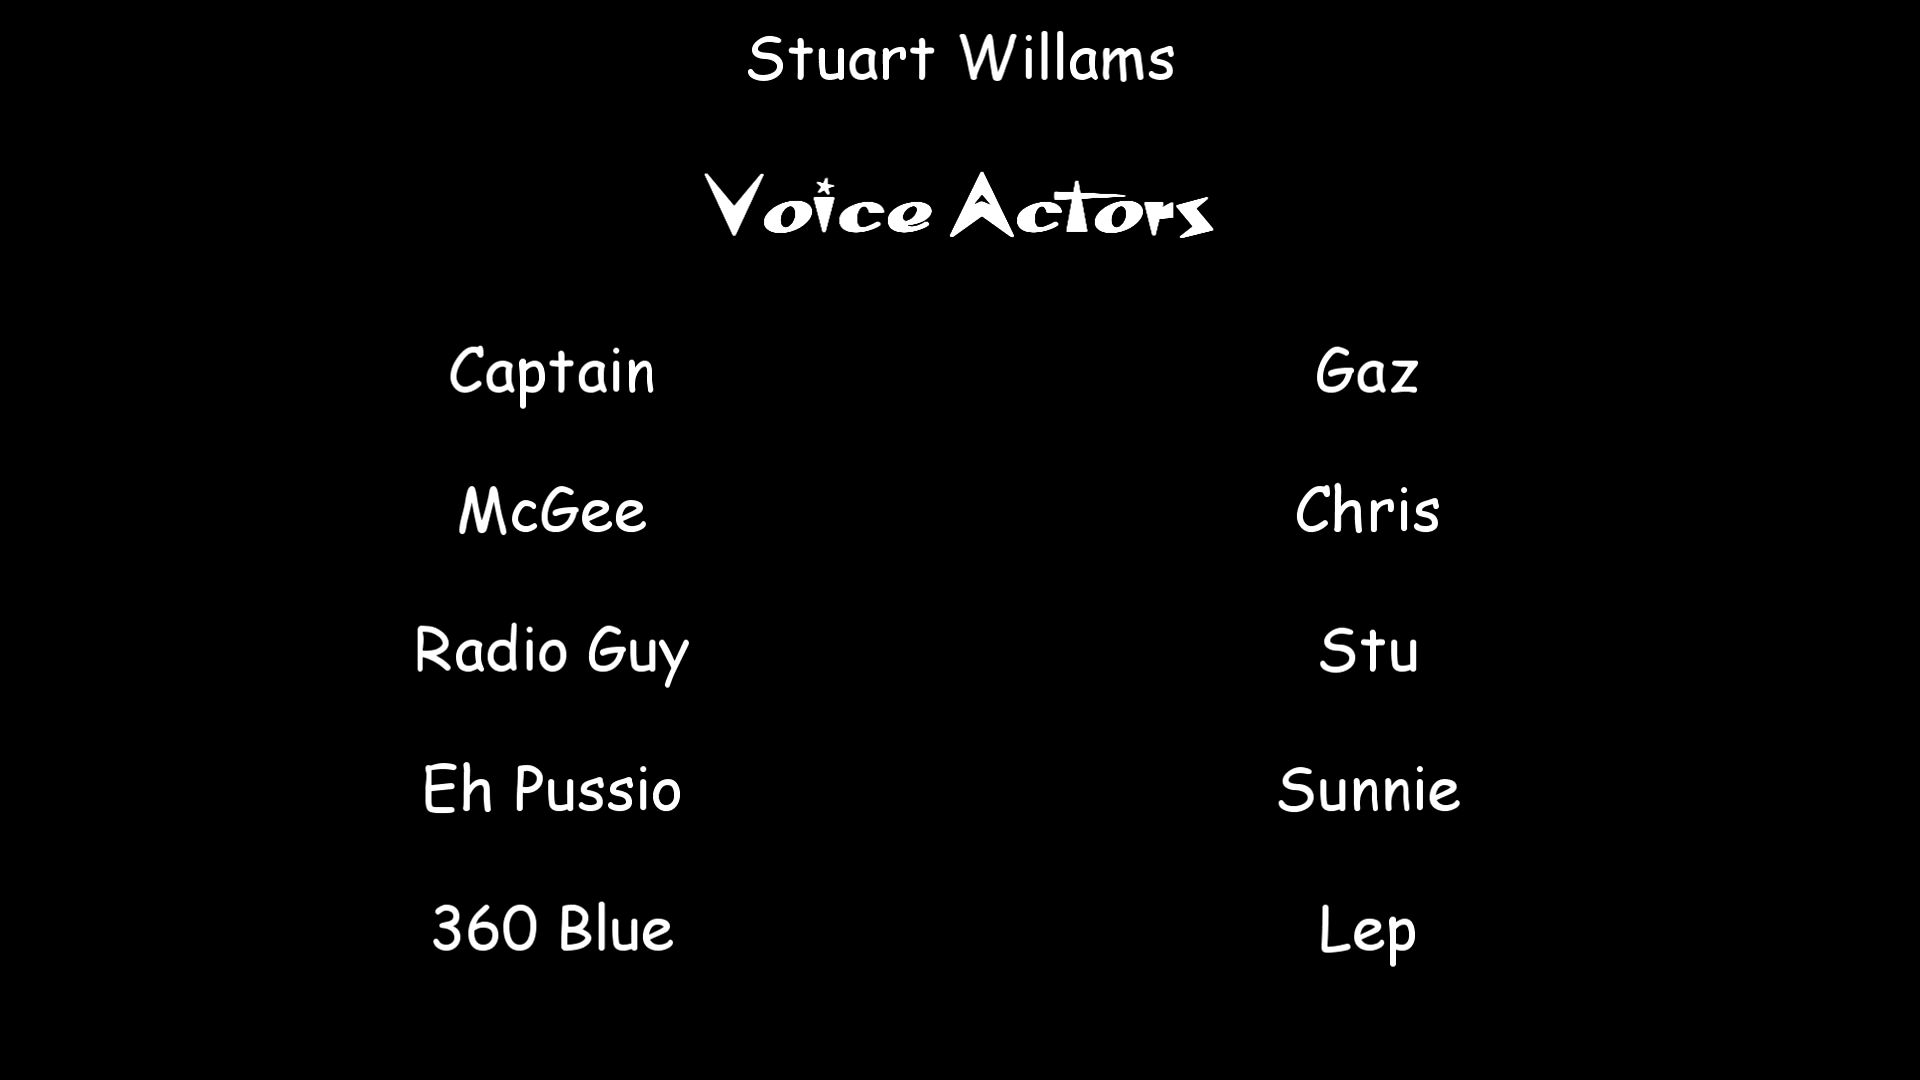 Stuart Willams
Voice Actors
Captain Gaz
McGee Chris
Radio Guy Stu
Eh Pussio Sunnie
360 Blue Lep